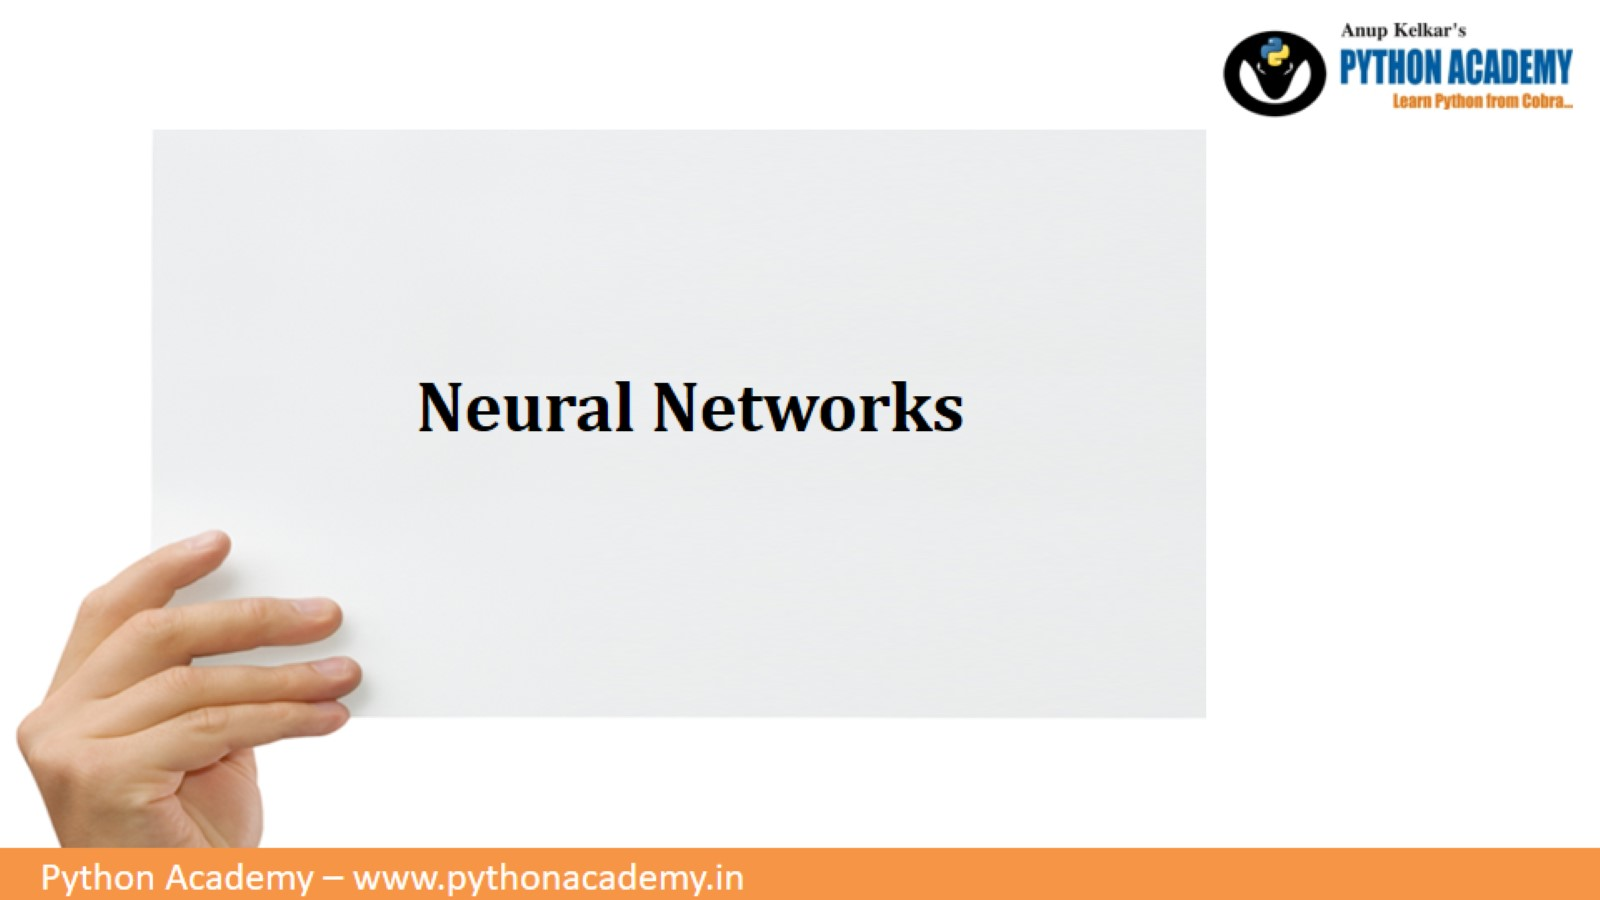 Anup Kelkar's
PYTHON ACADEMY
Learn Python from Cobra...
Neural Networks
Python Academy – www.pythonacademy.in